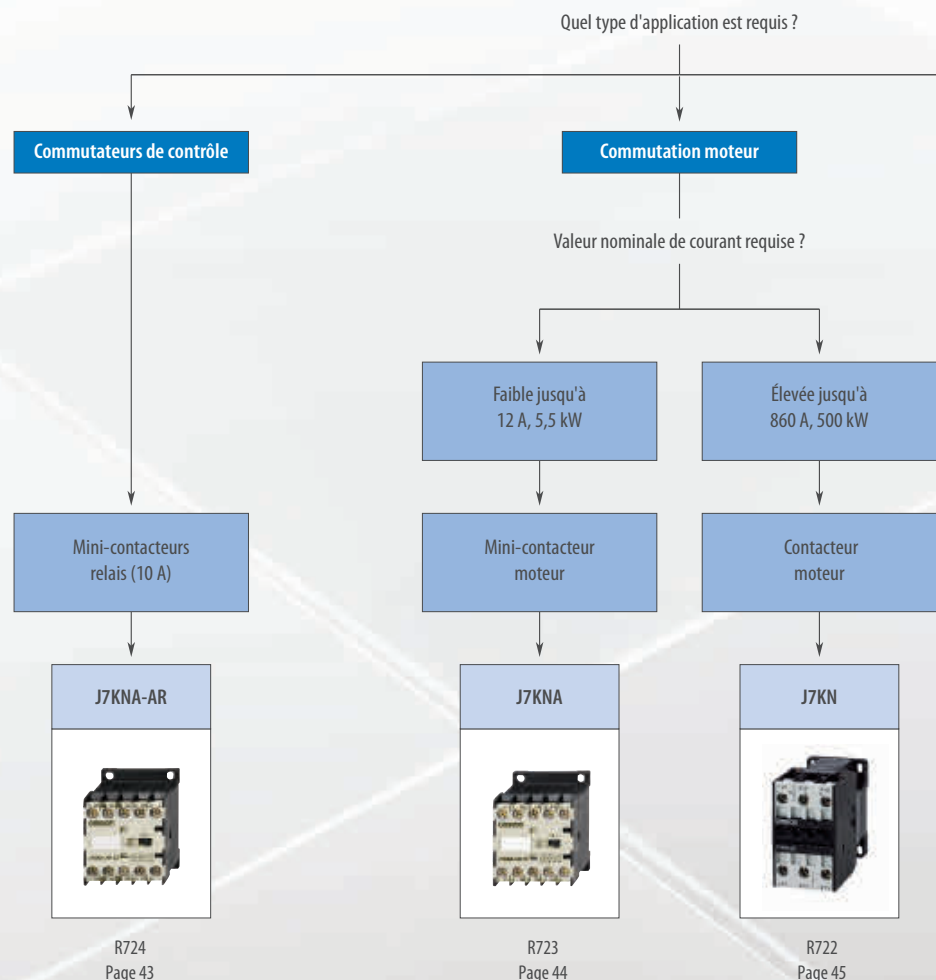 Quel type d'application est requis ?
Commutateurs de contrôle
Commutation moteur
Valeur nominale de courant requise ?
Faible jusqu'à
12 A, 5,5 kW
Élevée jusqu'à
860 A, 500 kW
Mini-contacteurs
relais (10 A)
Mini-contacteur
moteur
Contacteur
moteur
J7KNA-AR
J7KNA
J7KN
R724
Page 43
R723
Page 44
R722
Page 45